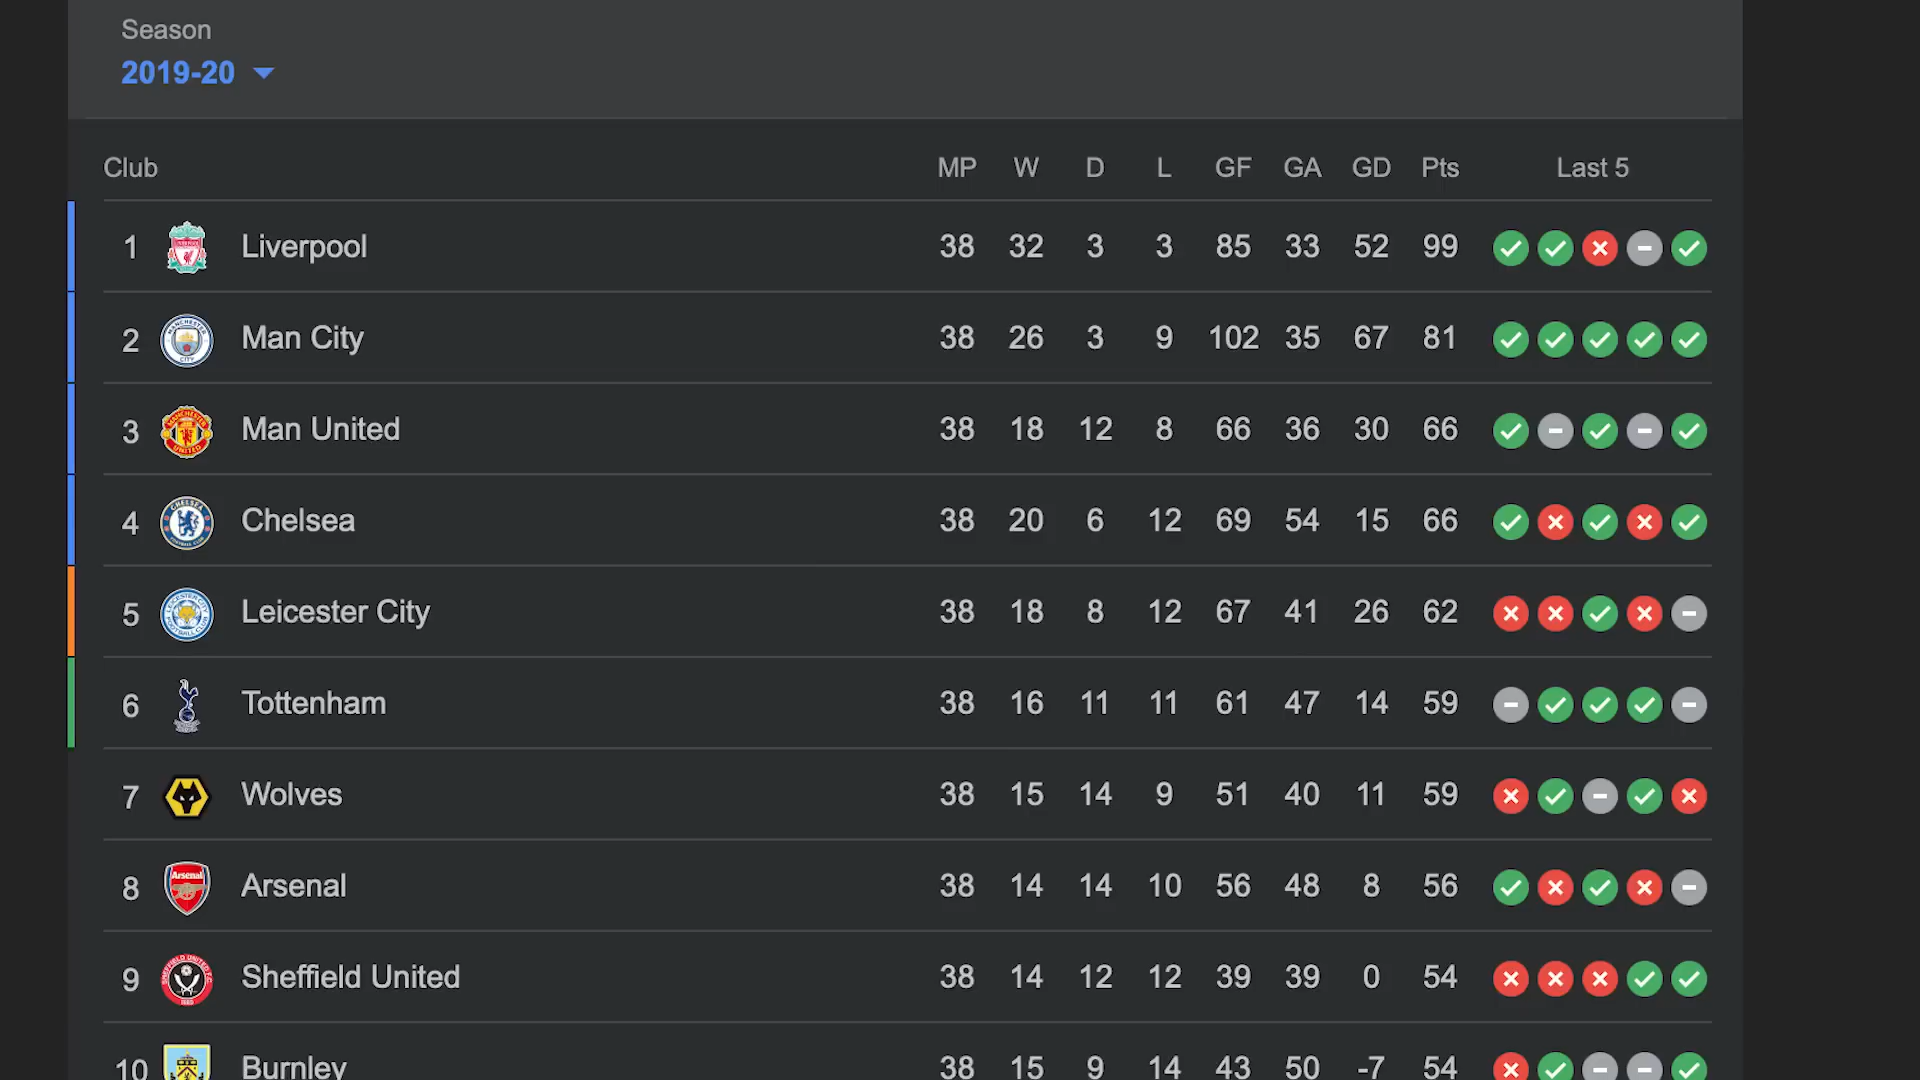 Season
2019-20
Club MP W D L GF GA GD Pts Last 5
1 Liverpool 38 32 3 3 85 33 52 99
2 Man City 38 26 3 9 102 35 67 81
3 Man United 38 18 12 8 66 36 30 66
4 Chelsea 38 20 6 12 69 54 15 66
5 Leicester City 38 18 8 12 67 41 26 62
6 Tottenham 38 16 11 11 61 47 14 59
7 Wolves 38 15 14 9 51 40 11 59
8 Arsenal 38 14 14 10 56 48 8 56
9 Sheffield United 38 14 12 12 39 39 0 54
10 Burnley 38 15 9 14 43 50 -7 54